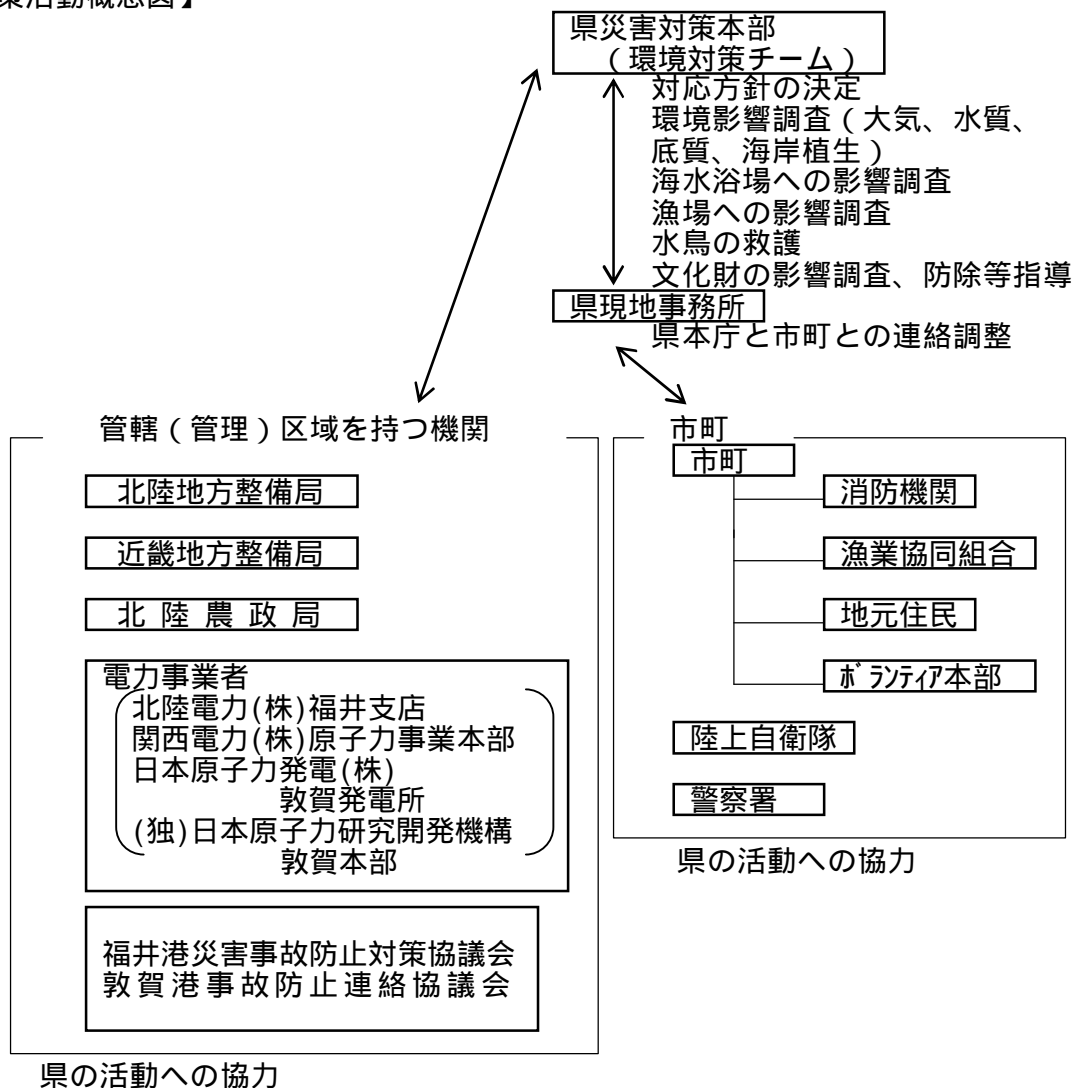 策活動概念図】
県災害対策本部
（環境対策チーム）
対応方針の決定
環境影響調査（大気、水質、
底質、海岸植生）
海水浴場への影響調査
漁場への影響調査
水鳥の救護
文化財の影響調査、防除等指導
県現地事務所
県本庁と市町との連絡調整
管轄（管理）区域を持つ機関
北陸地方整備局
近畿地方整備局
北陸農政局
電力事業者
北陸電力(株)福井支店
関西電力(株)原子力事業本部
日本原子力発電(株)
敦賀発電所
(独)日本原子力研究開発機構
敦賀本部
福井港災害事故防止対策協議会
敦賀港事故防止連絡協議会
県の活動への協力
市町
市町
消防機関
漁業協同組合
地元住民
ﾎﾞﾗﾝﾃｨｱ本部
陸上自衛隊
警察署
県の活動への協力